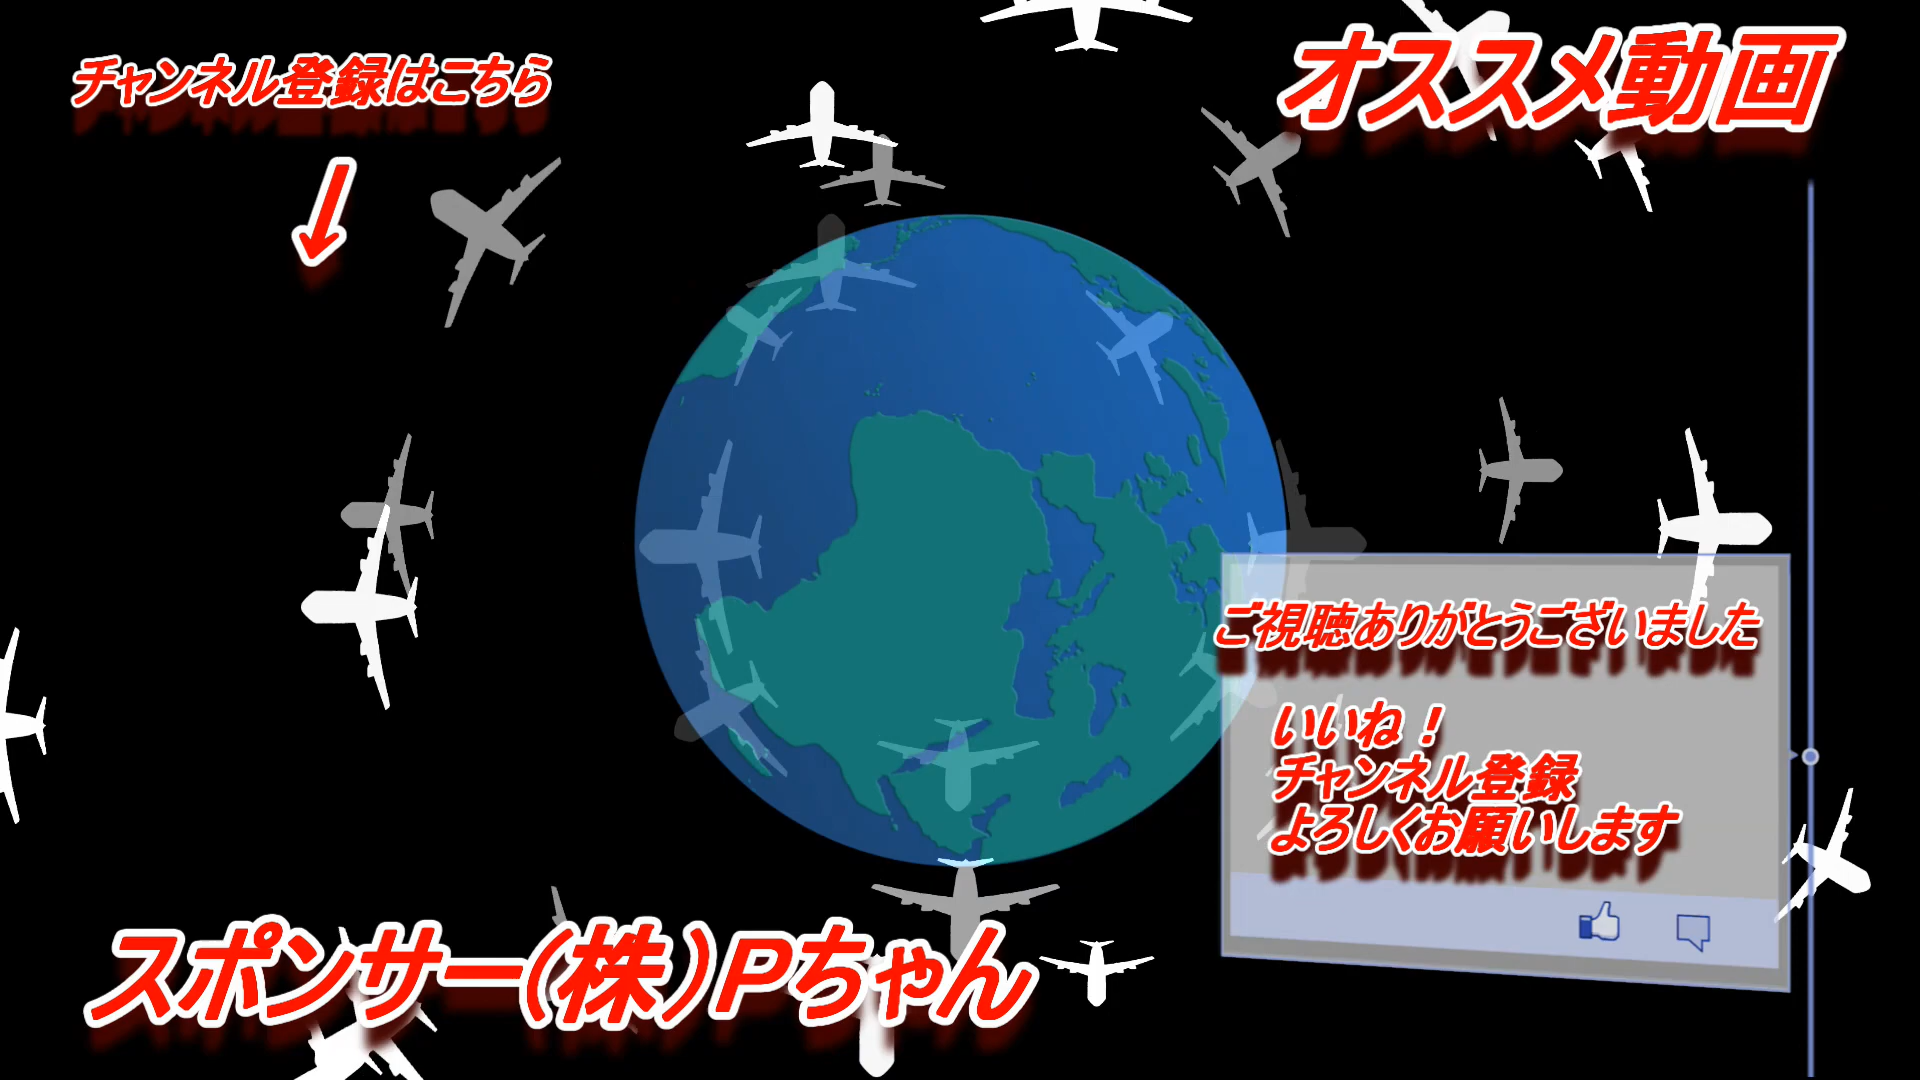 チャンネル登録はこちら
↓
オススメ動画
ご視聴ありがとうございました
いいね！
チャンネル登録
よろしくお願いします
スポンサー(株)Pちゃん